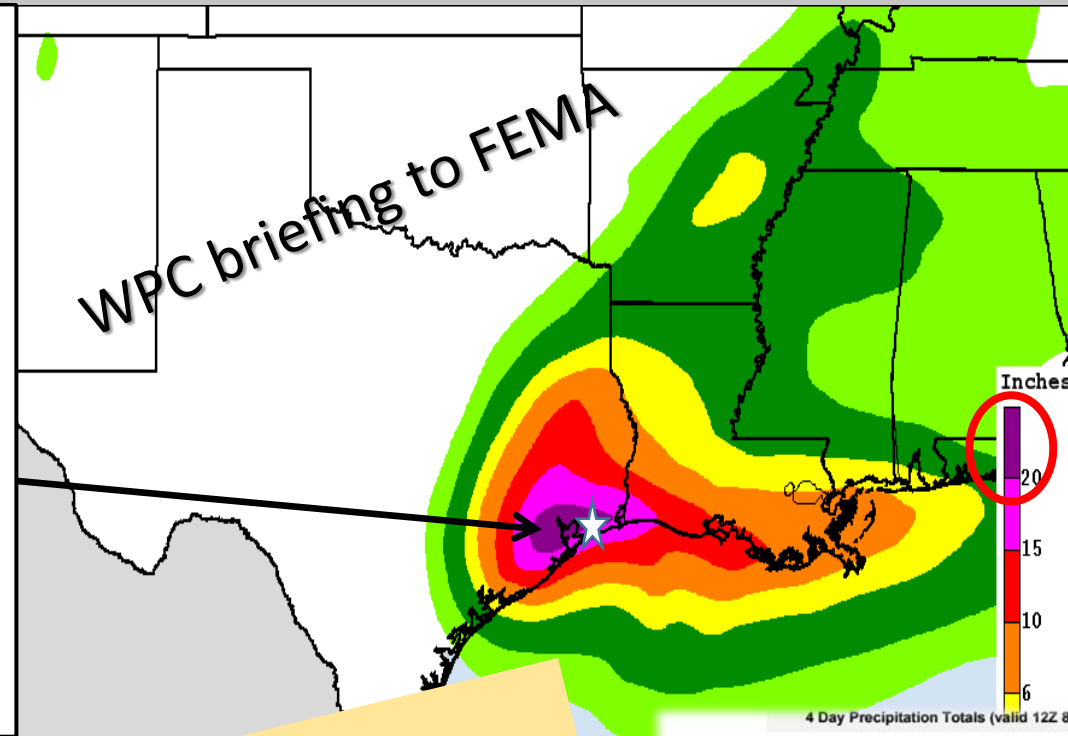 WPC briefing to FEMA
Inches
20
15
10
6
4 Day Precipitation Totals (valid 12Z 8